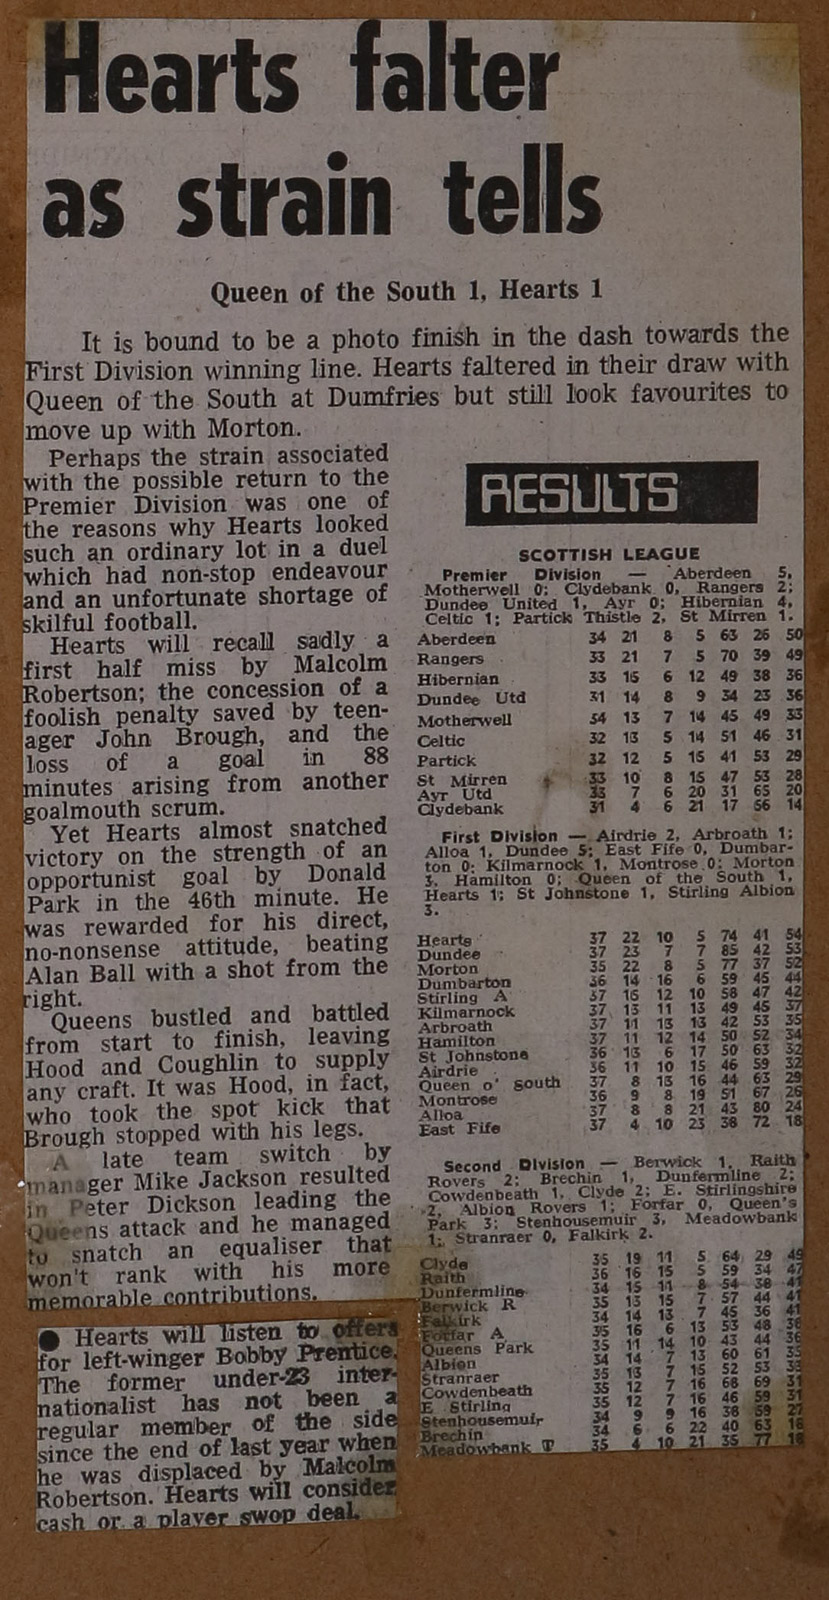 Hearts falter
as strain tells
Queen of the South 1, Hearts 1
It is bound to be a photo finish in the dash towards the
First Division winning line. Hearts faltered in their draw with
Queen of the South at Dumfries but still look favourites to
move up with Morton.
Perhaps the strain associated
with the possible return to the
Premier Division was one of
the reasons why Hearts looked
such an ordinary lot in a duel
which had non-stop endeavour
and an unfortunate shortage of
skilful football.
Hearts will recall sadly a
first half miss by Malcolm
Robertson; the concession of a
foolish penalty saved by teen-
ager John Brough, and the
loss of a goal in 88
minutes arising from another
goalmouth scrum.
Yet Hearts almost snatched
victory on the strength of an
opportunist goal by Donald
Park in the 46th minute. He
was rewarded for his direct,
no-nonsense attitude, beating
Alan Ball with a shot from the
right.
Queens bustled and battled
from start to finish, leaving
Hood and Coughlin to supply
any craft. It was Hood, in fact,
who took the spot kick that
Brough stopped with his legs.
A late team switch by
manager Mike Jackson resulted
in Peter Dickson leading the
Queens attack and he managed
to snatch an equaliser that
won't rank with his more
memorable contributions.
● Hearts will listen to offers
for left-winger Bobby Prentice.
The former under-23 inter-
nationalist has not been a
regular member of the side
since the end of last year when
he was displaced by Malcolm
Robertson. Hearts will consider
cash or a player swop deal.
RESULTS
SCOTTISH LEAGUE
Premier Division — Aberdeen 5,
Motherwell 0; Clydebank 0, Rangers 2;
Dundee United 1, Ayr 0; Hibernian 4,
Celtic 1; Partick Thistle 2, St Mirren 1.
Aberdeen 34 21 8 5 63 26 50
Rangers 33 21 7 5 70 39 49
Hibernian 33 15 6 12 49 38 36
Dundee Utd 31 14 8 9 34 23 36
Motherwell 34 13 7 14 45 49 33
Celtic 32 13 5 14 51 46 31
Partick 32 12 5 15 41 53 29
St Mirren 33 10 8 15 47 53 28
Ayr Utd 33 7 6 20 31 65 20
Clydebank 31 4 6 21 17 56 14
First Division — Airdrie 2, Arbroath 1;
Alloa 1, Dundee 5; East Fife 0, Dumbar-
ton 0; Kilmarnock 1, Montrose 0; Morton
3, Hamilton 0; Queen of the South 1,
Hearts 1; St Johnstone 1, Stirling Albion
3.
Hearts 37 22 10 5 74 41 54
Dundee 37 23 7 7 85 42 53
Morton 35 22 8 5 77 37 52
Dumbarton 36 14 16 6 59 45 44
Stirling A 37 15 12 10 58 47 42
Kilmarnock 37 13 11 13 49 45 37
Arbroath 37 11 13 13 42 53 35
Hamilton 37 11 12 14 50 52 34
St Johnstone 36 13 6 17 50 63 32
Airdrie 36 11 10 15 46 59 32
Queen o' South 37 8 13 16 44 63 29
Montrose 36 9 8 19 51 67 26
Alloa 37 8 8 21 43 80 24
East Fife 37 4 10 23 38 72 18
Second Division — Berwick 1, Raith
Rovers 2; Brechin 1, Dunfermline 2;
Cowdenbeath 1, Clyde 2; E. Stirlingshire
2, Albion Rovers 1; Forfar 0, Queen's
Park 3; Stenhousemuir 3, Meadowbank
1; Stranraer 0, Falkirk 2.
Clyde 35 19 11 5 64 29 49
Raith 36 16 15 5 59 34 47
Dunfermline 34 15 11 8 54 38 41
Berwick R 35 13 15 7 57 44 41
Falkirk 34 14 13 7 45 36 41
Forfar A 35 16 6 13 53 48 38
Queens Park 35 11 14 10 43 44 36
Albion 34 14 7 13 60 61 35
Stranraer 35 13 7 15 52 53 33
Cowdenbeath 35 12 7 16 68 69 31
E Stirling 35 12 7 16 46 59 31
Stenhousemuir 34 9 9 16 38 59 27
Brechin 34 6 6 22 40 63 18
Meadowbank T 35 4 10 21 35 77 18